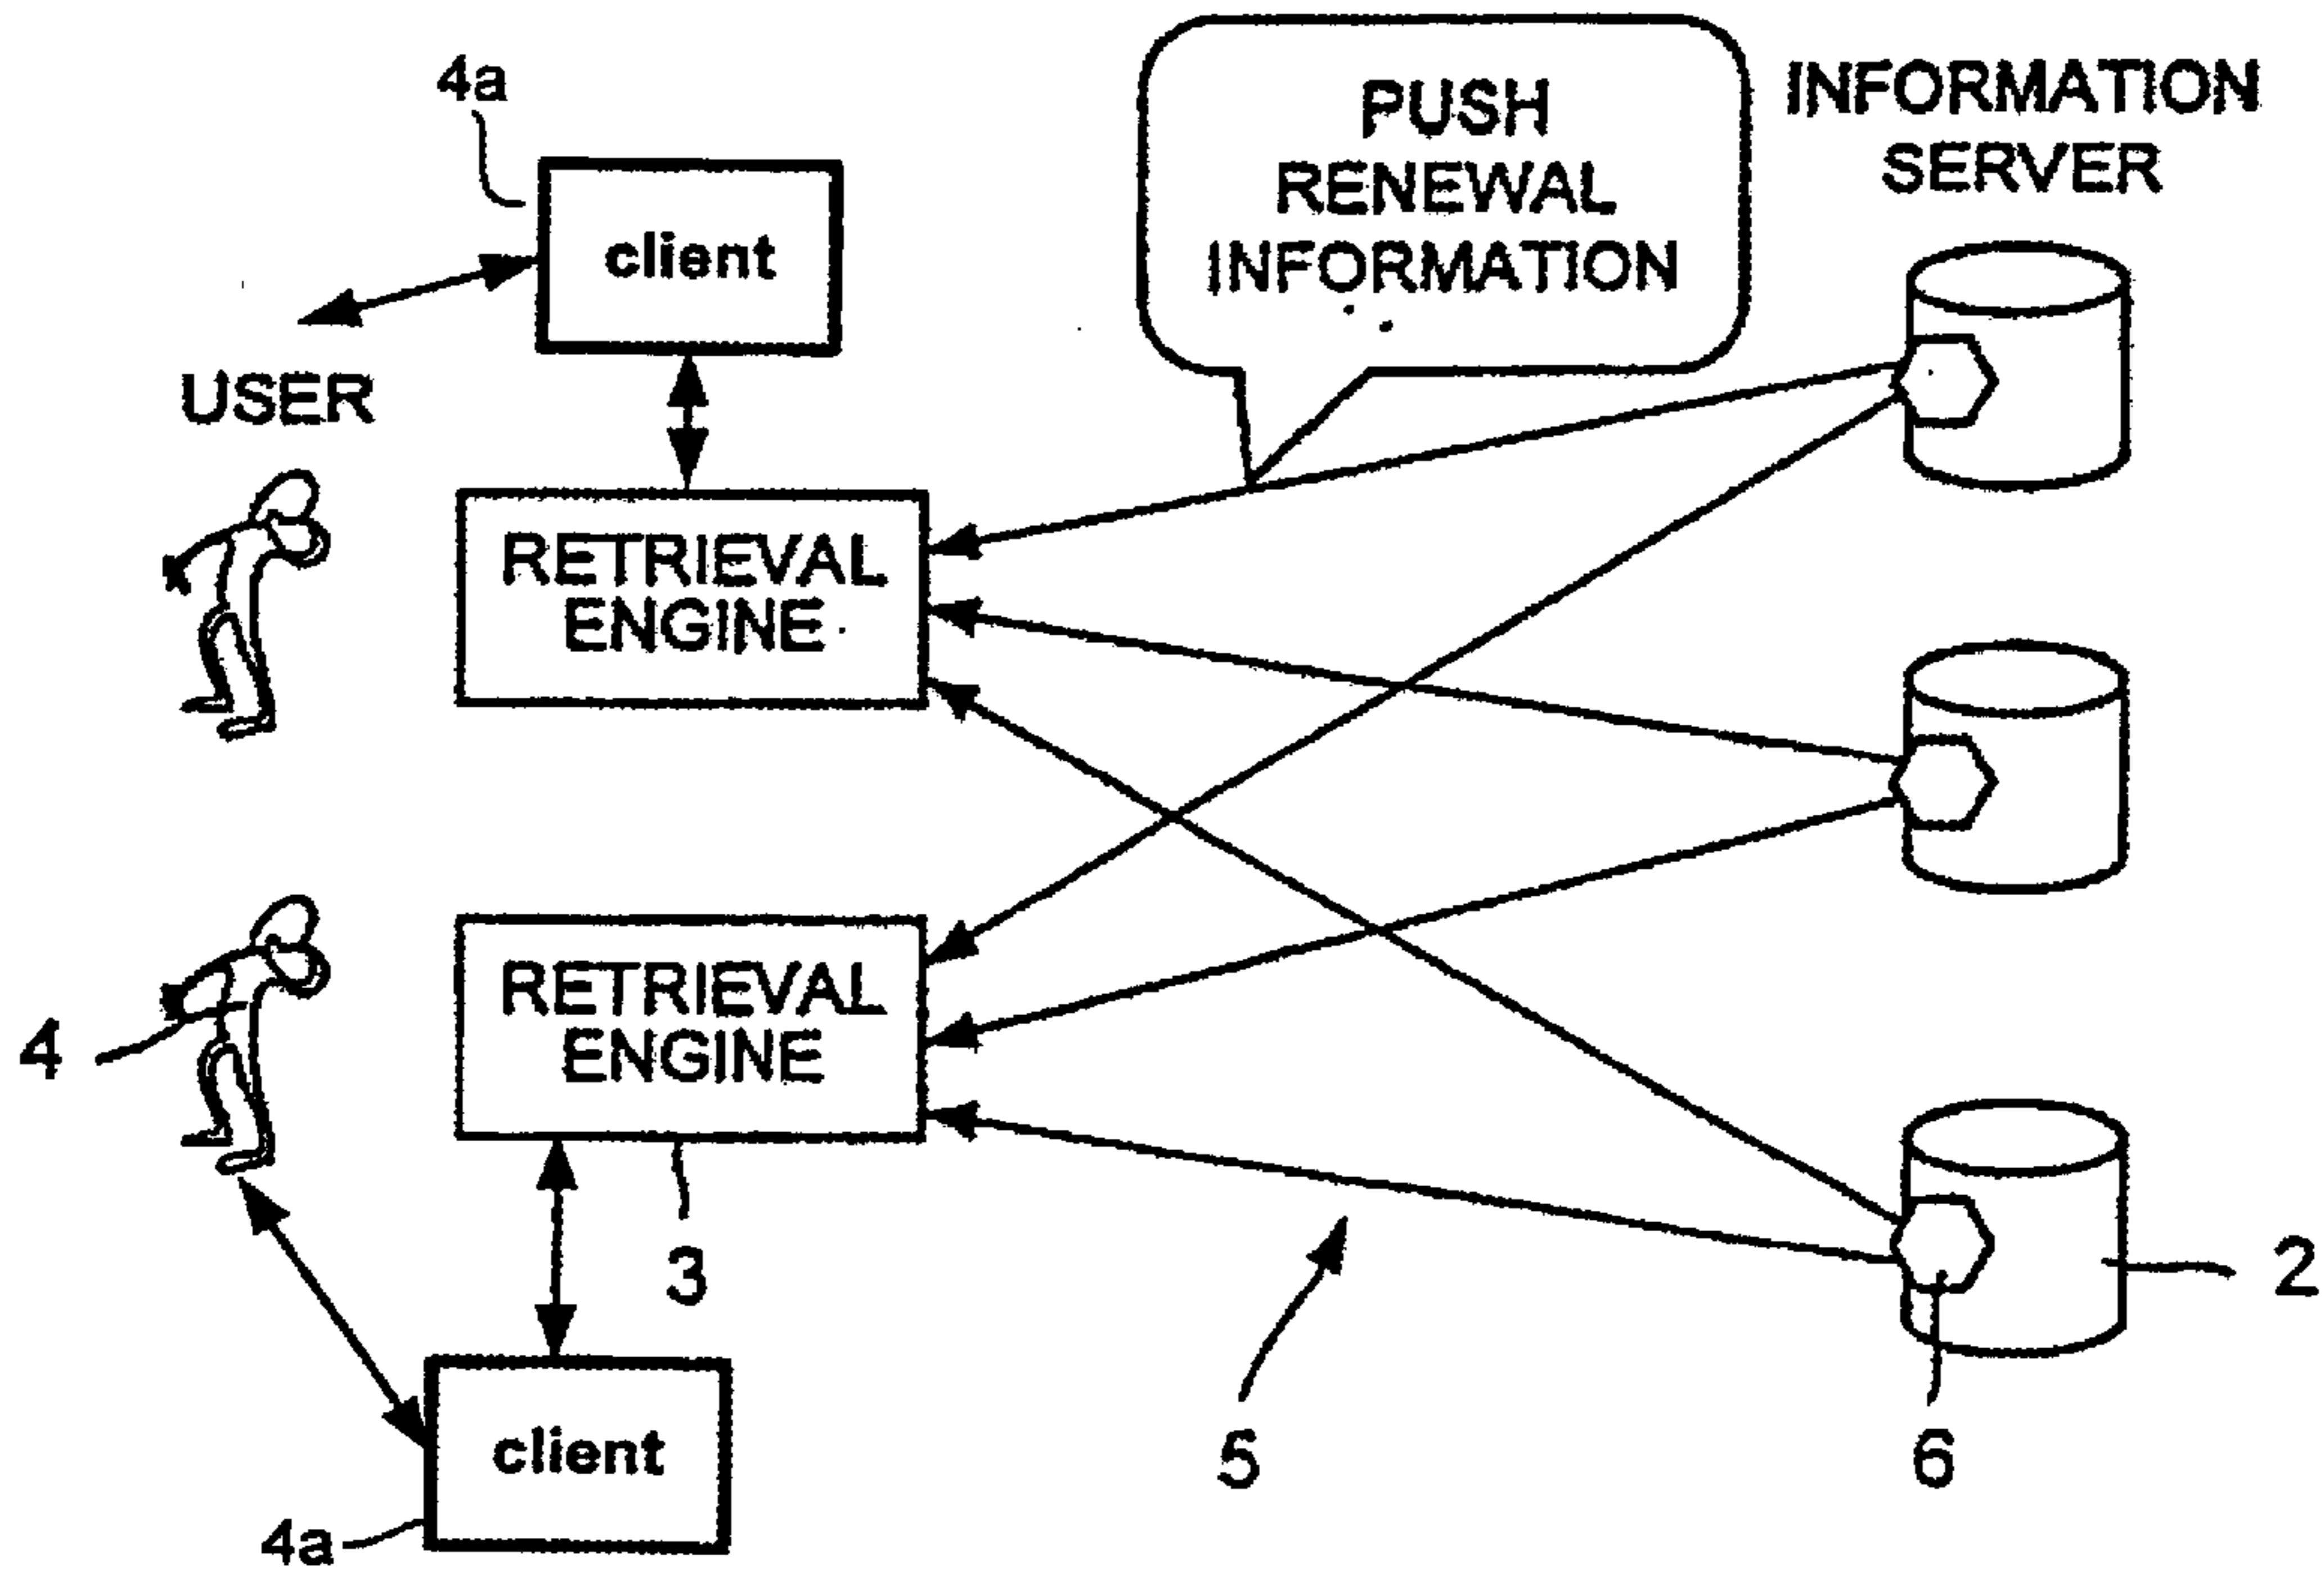 4a
client
USER
PUSH
RENEWAL
INFORMATION
INFORMATION
SERVER
RETRIEVAL
ENGINE
RETRIEVAL
ENGINE
4
3
client
4a
5
6
2